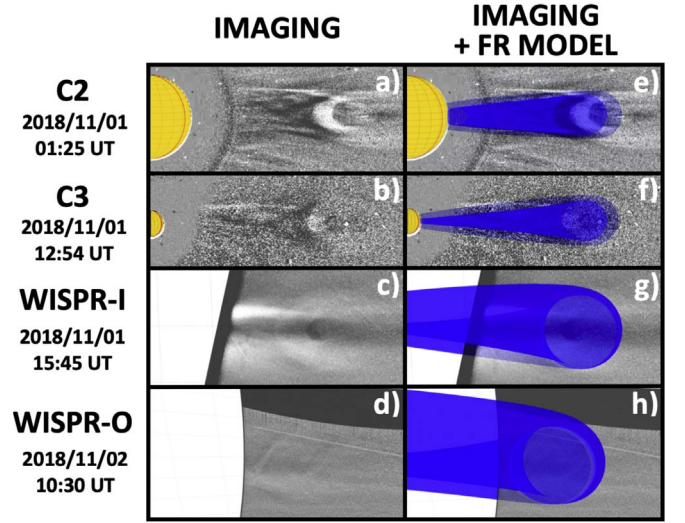 IMAGING
IMAGING
+ FR MODEL
C2
2018/11/01
01:25 UT
a)
e)
C3
2018/11/01
12:54 UT
b)
f)
WISPR-I
2018/11/01
15:45 UT
c)
g)
WISPR-O
2018/11/02
10:30 UT
d)
h)